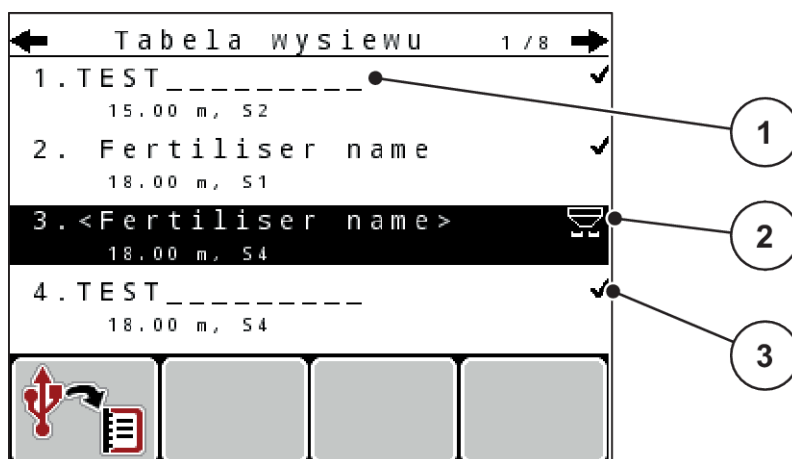 Tabela wysiewu 1/8
1.TEST_________
15.00 m, S2
2. Fertiliser name
18.00 m, S1
3.<Fertiliser name>
18.00 m, S4
4.TEST_________
18.00 m, S4
1
2
3